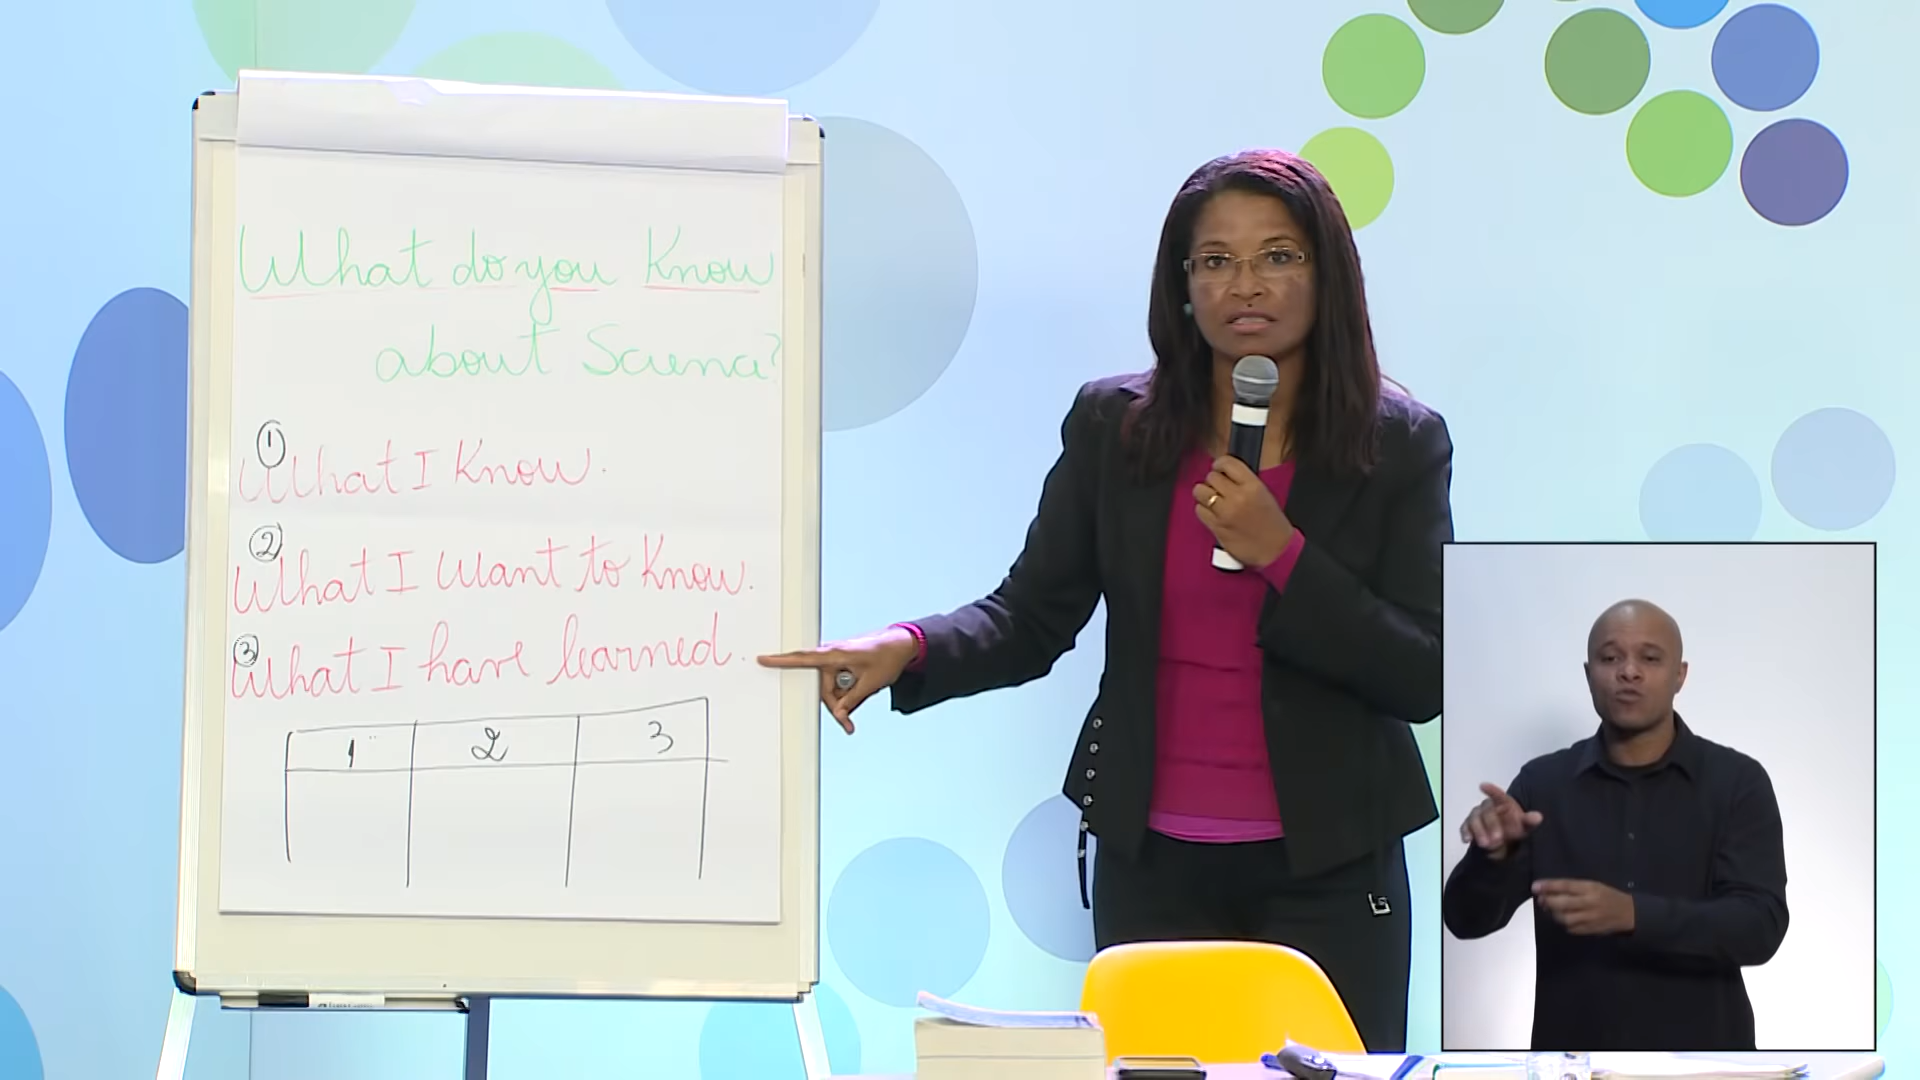 What do you Know
about Science?
1
What I Know.
2
What I Want to Know.
3
What I have learned.
1 2 3